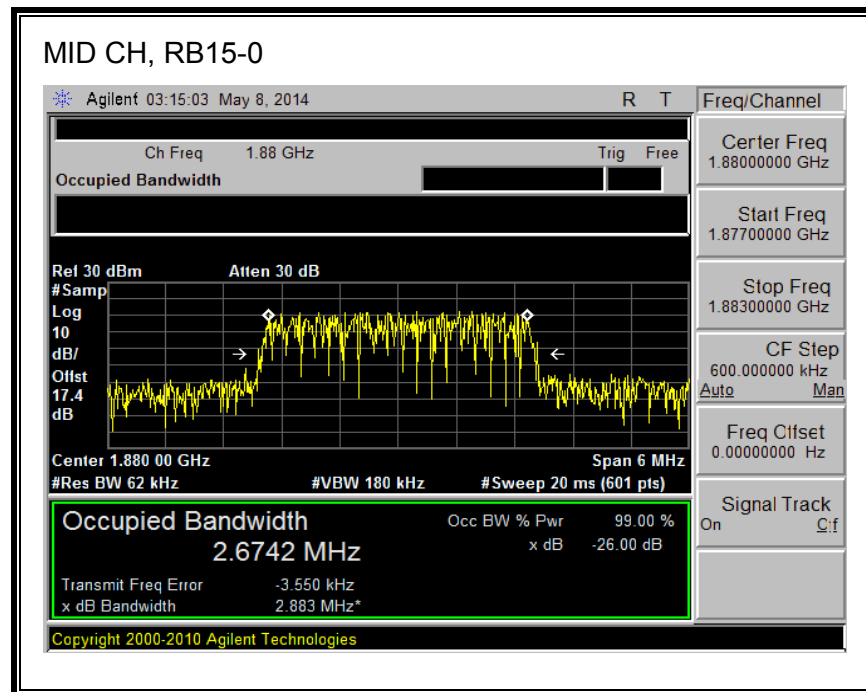 MID CH, RB15-0
Agilent 03:15:03 May 8, 2014 R T
Freq/Channel
Ch Freq 1.88 GHz Trig Free
Occupied Bandwidth
Center Freq
1.88000000 GHz
Start Freq
1.87700000 GHz
Stop Freq
1.88300000 GHz
CF Step
600.000000 kHz
Auto Man
Freq Offset
0.00000000 Hz
Signal Track
On Off
Ref 30 dBm Atten 30 dB
#Samp
Log
10
dB/
Offst
17.4
dB
Center 1.880 00 GHz Span 6 MHz
#Res BW 62 kHz #VBW 180 kHz #Sweep 20 ms (601 pts)
Occupied Bandwidth Occ BW % Pwr 99.00 %
2.6742 MHz x dB -26.00 dB
Transmit Freq Error -3.550 kHz
x dB Bandwidth 2.883 MHz*
Copyright 2000-2010 Agilent Technologies